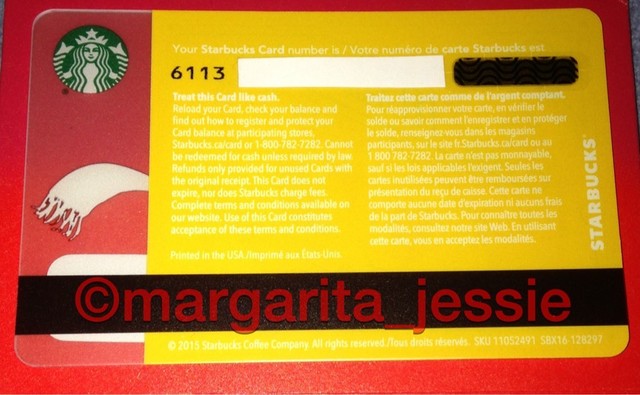 Your Starbucks Card number is / Votre numéro de carte Starbucks est
6113
Treat this Card like cash.
Reload your Card, check your balance and
find out how to register and protect your
Card balance at participating stores,
Starbucks.ca/card or 1-800-782-7282. Cannot
be redeemed for cash unless required by law.
Refunds only provided for unused Cards with
the original receipt. This Card does not
expire, nor does Starbucks charge fees.
Complete terms and conditions available on
our website. Use of this Card constitutes
acceptance of these terms and conditions.
Traitez cette carte comme de l'argent comptant.
Pour réapprovisionner votre carte, en vérifier le
solde ou savoir comment l'enregistrer et en protéger
le solde, renseignez-vous dans les magasins
participants, sur le site fr.Starbucks.ca/card ou au
1 800 782-7282. La carte n'est pas monnayable,
sauf si les lois applicables l'exigent. Seules les
cartes inutilisées peuvent être remboursées sur
présentation du reçu de caisse. Cette carte ne
comporte aucune date d'expiration ni aucuns frais
de la part de Starbucks. Pour connaître toutes les
modalités, consultez notre site Web. En utilisant
cette carte, vous en acceptez les modalités.
STARBUCKS
Printed in the USA./Imprimé aux États-Unis
©margarita_jessie
© 2015 Starbucks Coffee Company. All rights reserved./Tous droits réservés. SKU 11052491 SBX16-128297